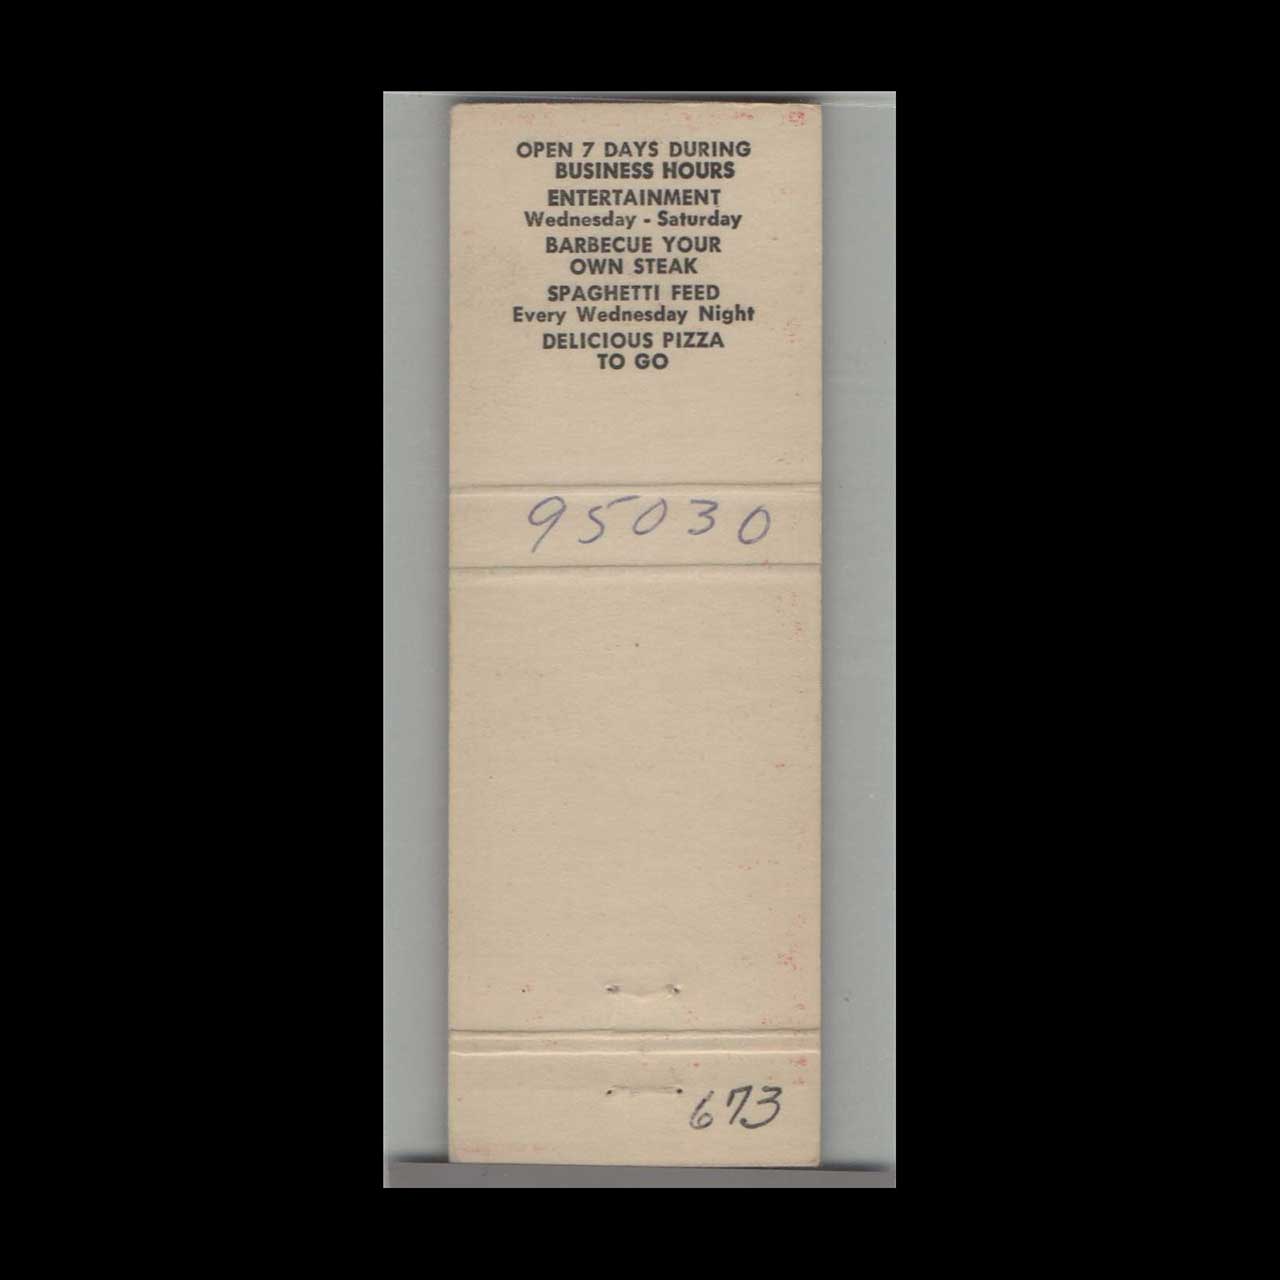 OPEN 7 DAYS DURING
BUSINESS HOURS
ENTERTAINMENT
Wednesday - Saturday
BARBECUE YOUR
OWN STEAK
SPAGHETTI FEED
Every Wednesday Night
DELICIOUS PIZZA
TO GO
95030
673